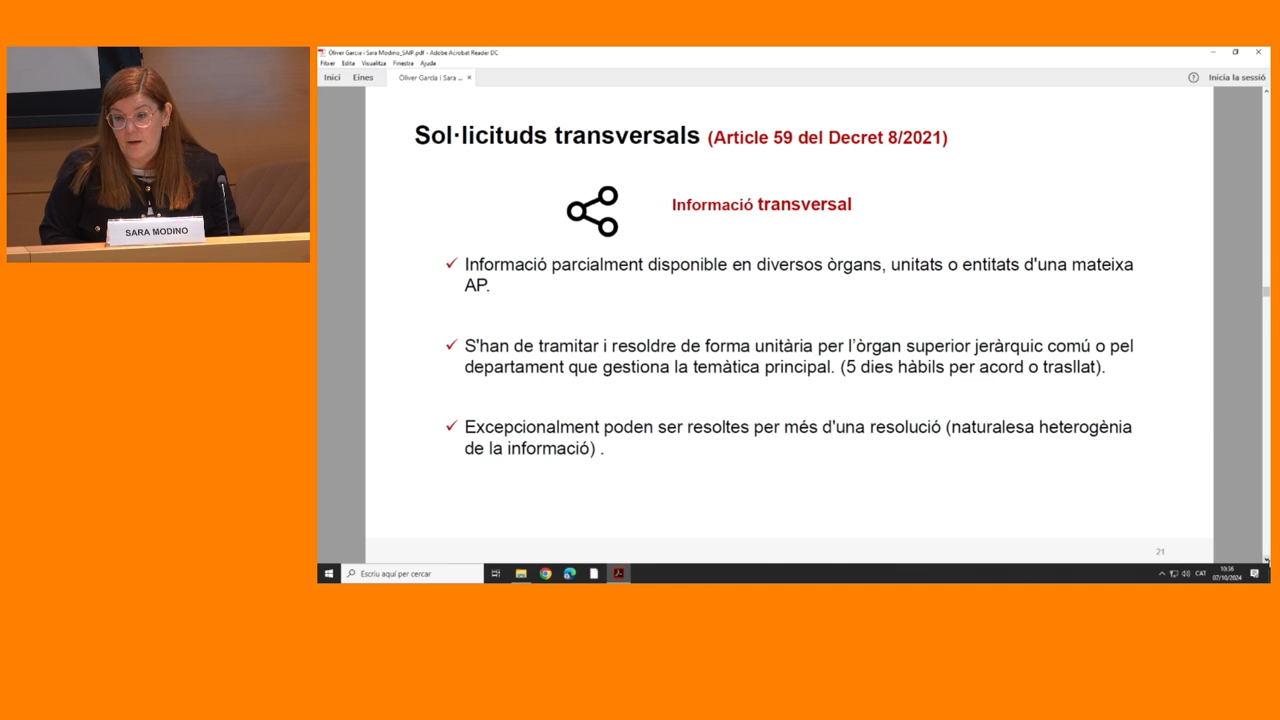 SARA MODINO
Òliver Garcia i Sara Modino_SAIP.pdf - Adobe Acrobat Reader DC
Fitxer Edita Visualitza Finestra Ajuda
Inici Eines Òliver Garcia i Sara ... × Inicia la sessió
Sol·licituds transversals (Article 59 del Decret 8/2021)
Informació transversal
✓ Informació parcialment disponible en diversos òrgans, unitats o entitats d'una mateixa
AP.
✓ S'han de tramitar i resoldre de forma unitària per l’òrgan superior jeràrquic comú o pel
departament que gestiona la temàtica principal. (5 dies hàbils per acord o trasllat).
✓ Excepcionalment poden ser resoltes per més d'una resolució (naturalesa heterogènia
de la informació) .
21
Escriu aquí per cercar
CAT
10:36
07/10/2024